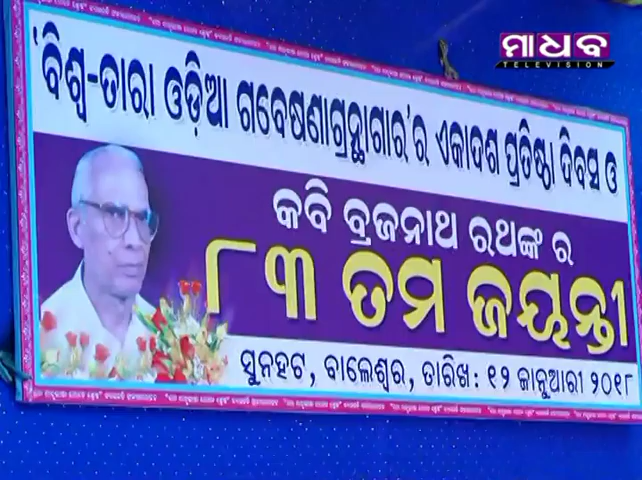 ମାଧବ
TELEVISION
'ବିଶ୍ୱ-ତାରା ଓଡ଼ିଆ ଗବେଷଣାଗ୍ରନ୍ଥାଗାର'ର ଏକାଦଶ ପ୍ରତିଷ୍ଠା ଦିବସ ଓ
କବି ବ୍ରଜନାଥ ରଥଙ୍କ ର
୮୩ ତମ ଜୟନ୍ତୀ
ସୁନହଟ, ବାଲେଶ୍ୱର, ତାରିଖ: ୧୨ ଜାନୁଆରୀ ୨୦୧୮